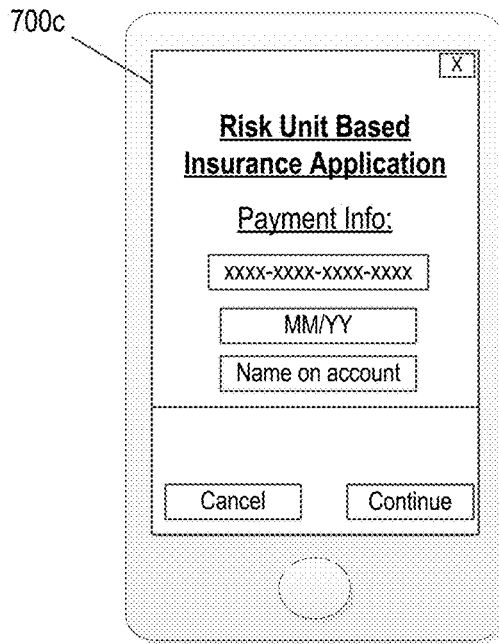 700c
X
Risk Unit Based
Insurance Application
Payment Info:
xxxx-xxxx-xxxx-xxxx
MM/YY
Name on account
Cancel Continue